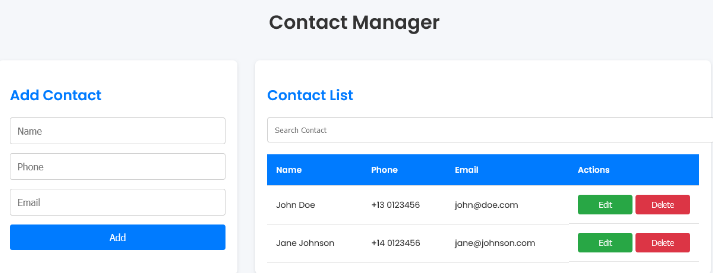 Contact Manager
Add Contact
Name
Phone
Email
Add
Contact List
Search Contact
Name Phone Email Actions
John Doe +13 0123456 john@doe.com Edit Delete
Jane Johnson +14 0123456 jane@johnson.com Edit Delete